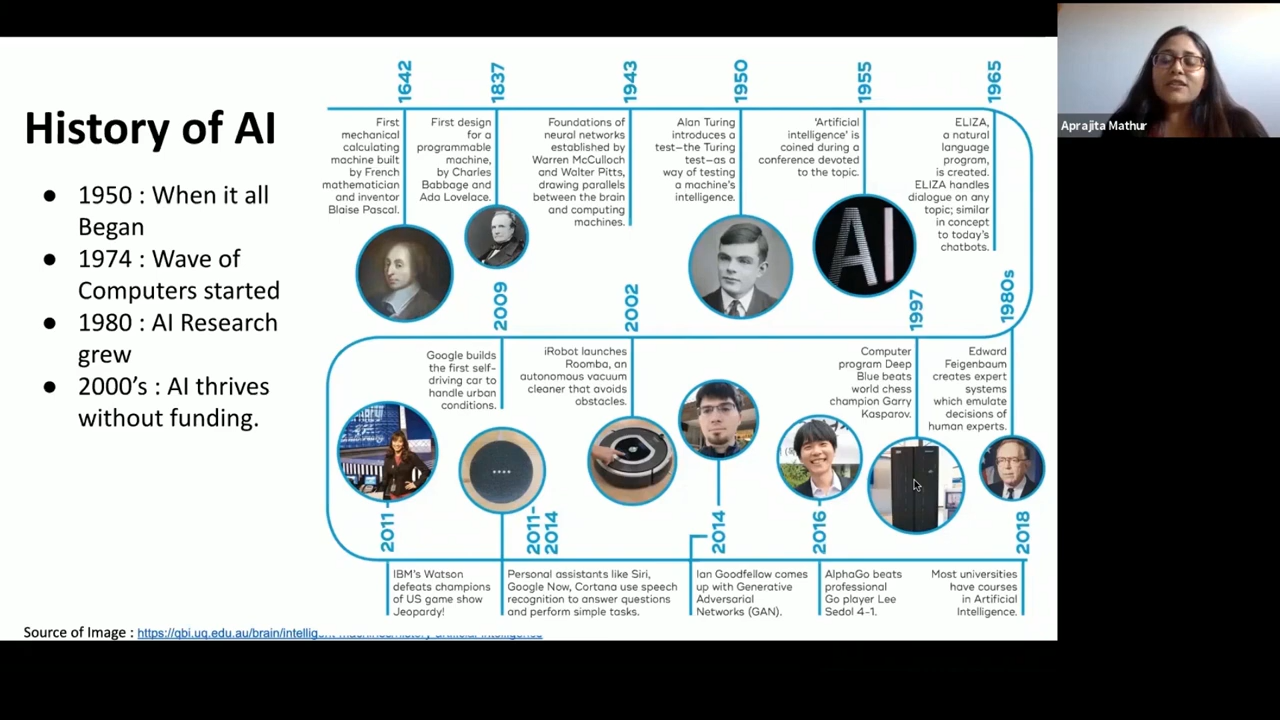 History of AI
● 1950 : When it all
Began
● 1974 : Wave of
Computers started
● 1980 : AI Research
grew
● 2000's : AI thrives
without funding.
1642
First
mechanical
calculating
machine built
by French
mathematician
and inventor
Blaise Pascal.
1837
First design
for a
programmable
machine,
by Charles
Babbage and
Ada Lovelace.
1943
Foundations of
neural networks
established by
Warren McCulloch
and Walter Pitts,
drawing parallels
between the brain
and computing
machines.
1950
Alan Turing
introduces a
test—the Turing
test—as a
way of testing
a machine's
intelligence.
1955
'Artificial
intelligence' is
coined during a
conference devoted
to the topic.
AI
1965
ELIZA,
a natural
language
program,
is created.
ELIZA handles
dialogue on any
topic; similar
in concept
to today's
chatbots.
1980s
Edward
Feigenbaum
creates expert
systems
which emulate
decisions of
human experts.
1997
Computer
program Deep
Blue beats
world chess
champion Garry
Kasparov.
2002
iRobot launches
Roomba, an
autonomous vacuum
cleaner that avoids
obstacles.
2009
Google builds
the first self-
driving car to
handle urban
conditions.
2011
IBM's Watson
defeats champions
of US game show
Jeopardy!
2011-
2014
Personal assistants like Siri,
Google Now, Cortana use speech
recognition to answer questions
and perform simple tasks.
2014
Ian Goodfellow comes
up with Generative
Adversarial
Networks (GAN).
2016
AlphaGo beats
professional
Go player Lee
Sedol 4-1.
2018
Most universities
have courses
in Artificial
Intelligence.
Source of Image : https://qbi.uq.edu.au/brain/intellig
Aprajita Mathur